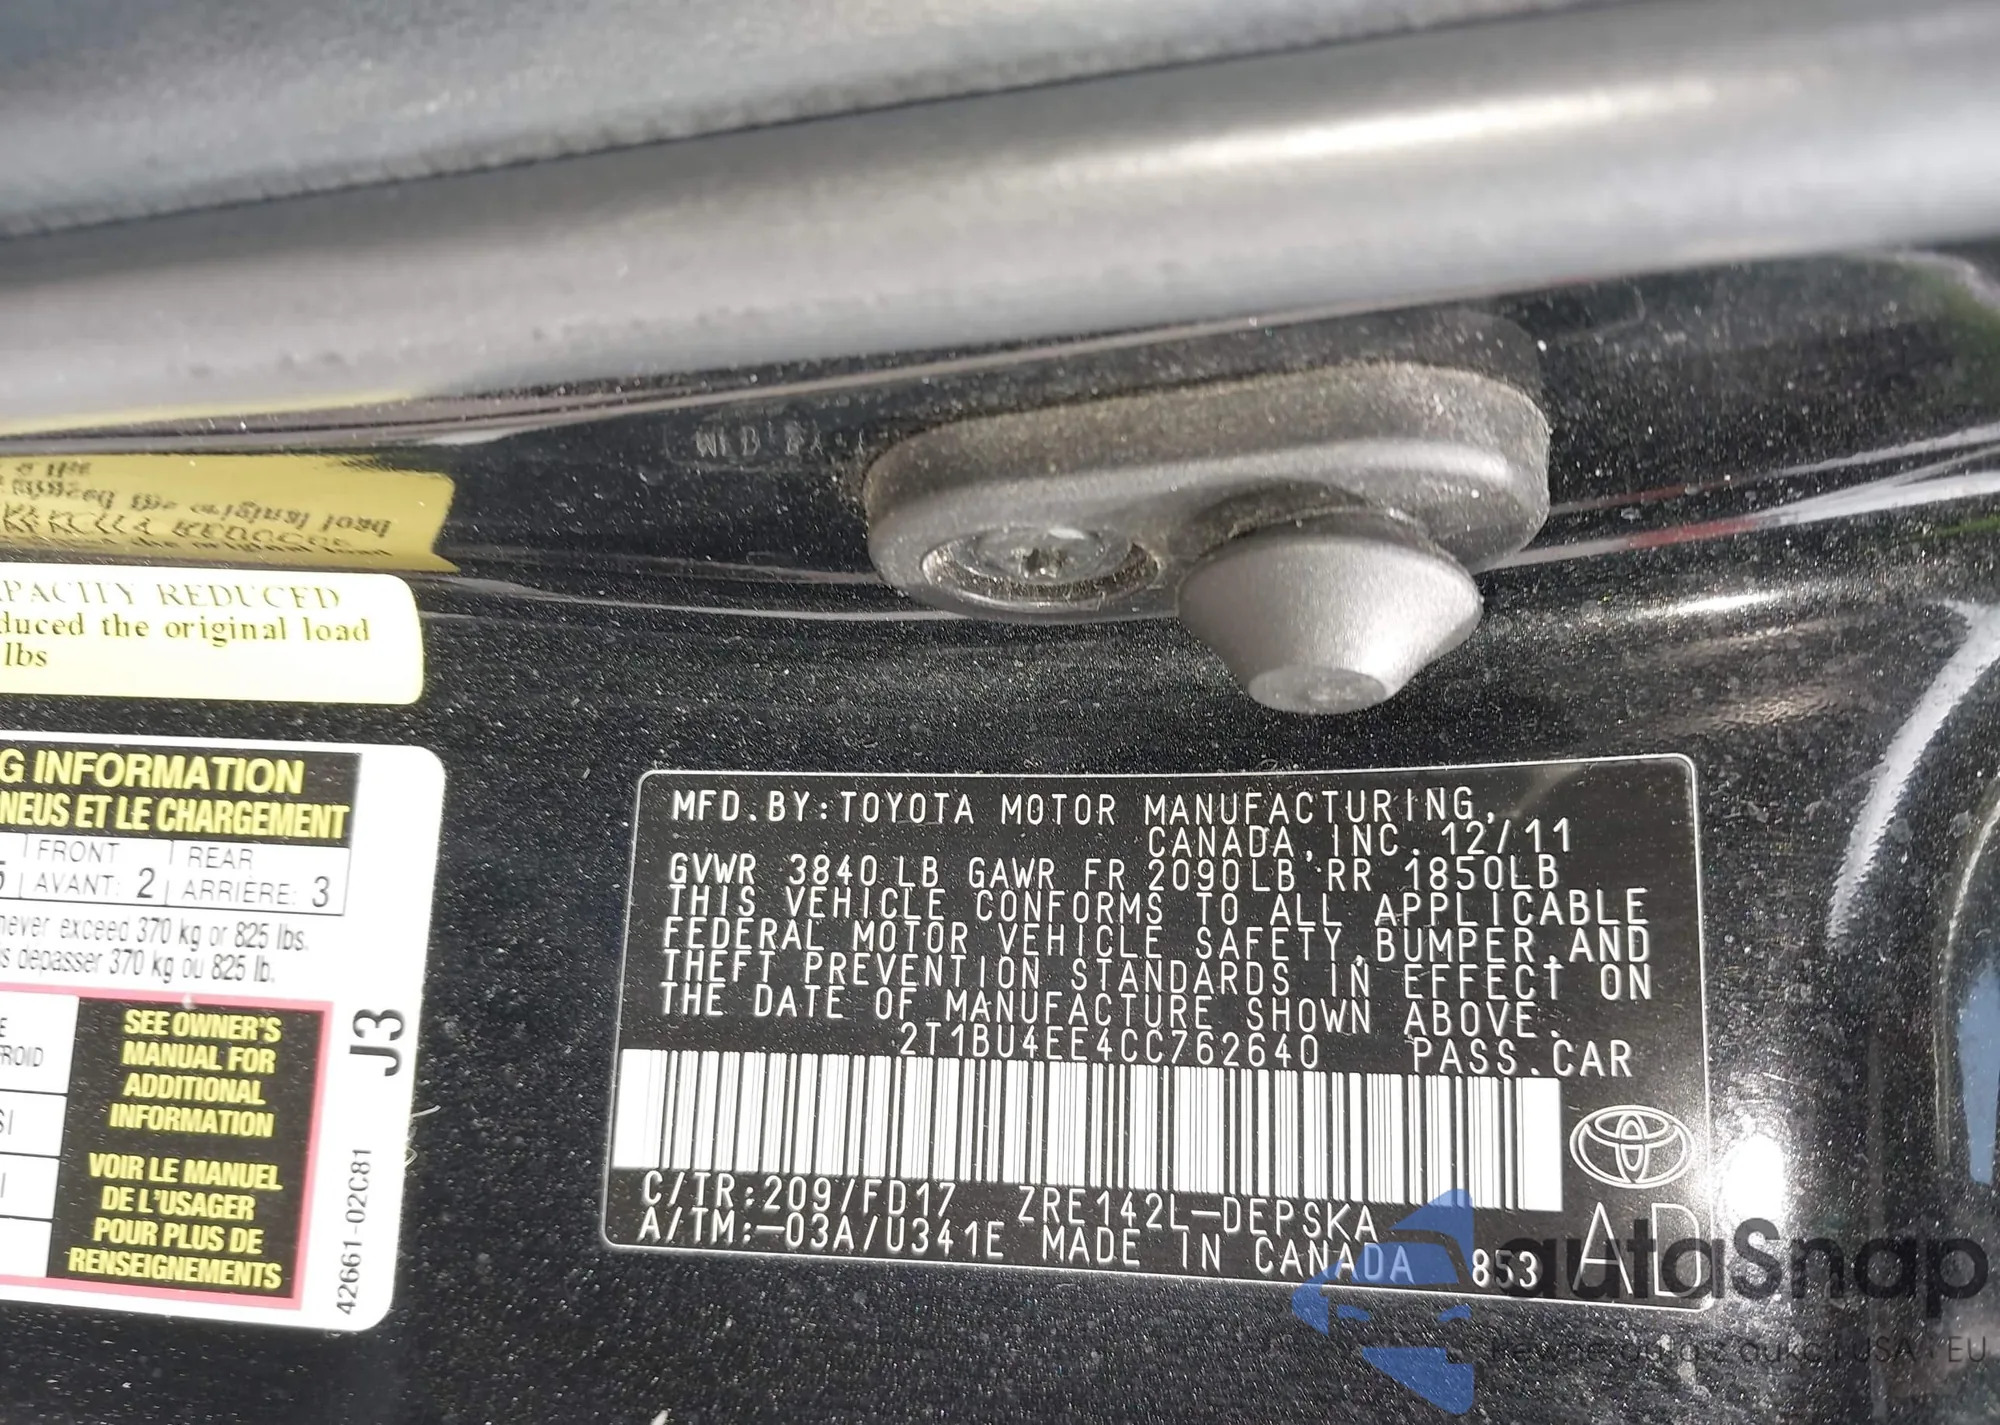 CAPACITY REDUCED
duced the original load
lbs
G INFORMATION
NEUS ET LE CHARGEMENT
FRONT
REAR
AVANT: 2
ARRIÈRE: 3
never exceed 370 kg or 825 lbs.
is dépasser 370 kg ou 825 lb.
SEE OWNER'S
MANUAL FOR
ADDITIONAL
INFORMATION
VOIR LE MANUEL
DE L'USAGER
POUR PLUS DE
RENSEIGNEMENTS
J3
42661-02C81
MFD.BY:TOYOTA MOTOR MANUFACTURING,
CANADA,INC. 12/11
GVWR 3840 LB GAWR FR 2090LB RR 1850LB
THIS VEHICLE CONFORMS TO ALL APPLICABLE
FEDERAL MOTOR VEHICLE SAFETY,BUMPER,AND
THEFT PREVENTION STANDARDS IN EFFECT ON
THE DATE OF MANUFACTURE SHOWN ABOVE.
2T1BU4EE4CC762640 PASS.CAR
C/TR:209/FD17 ZRE142L-DEPSKA
A/TM:-03A/U341E MADE IN CANADA 853
AD
autaSnap